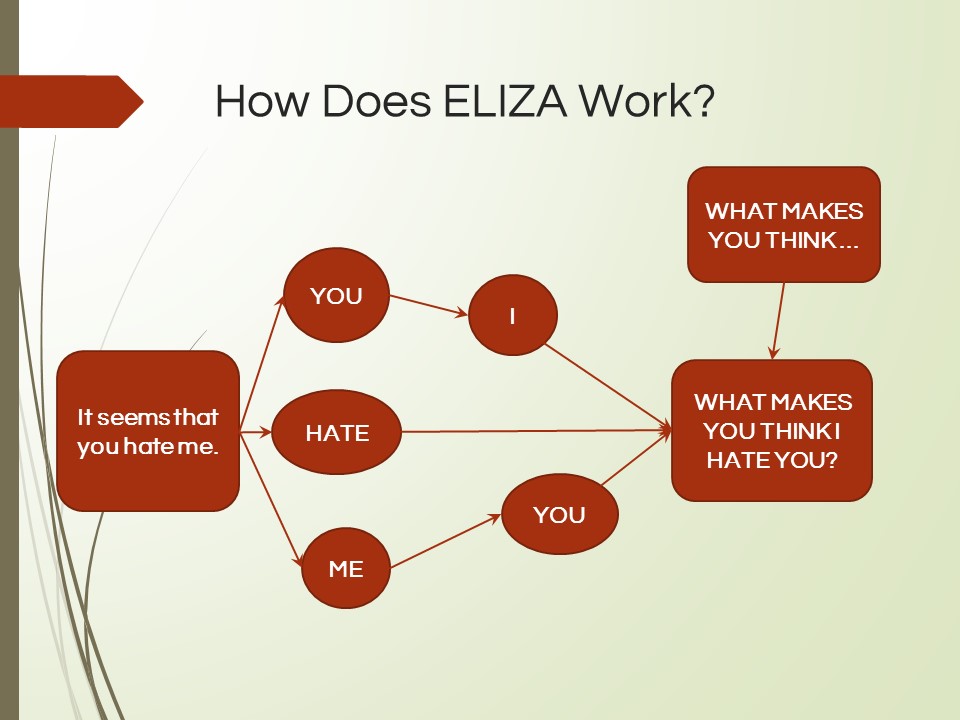 How Does ELIZA Work?
WHAT MAKES
YOU THINK...
YOU
I
It seems that
you hate me.
HATE
WHAT MAKES
YOU THINK I
HATE YOU?
YOU
ME